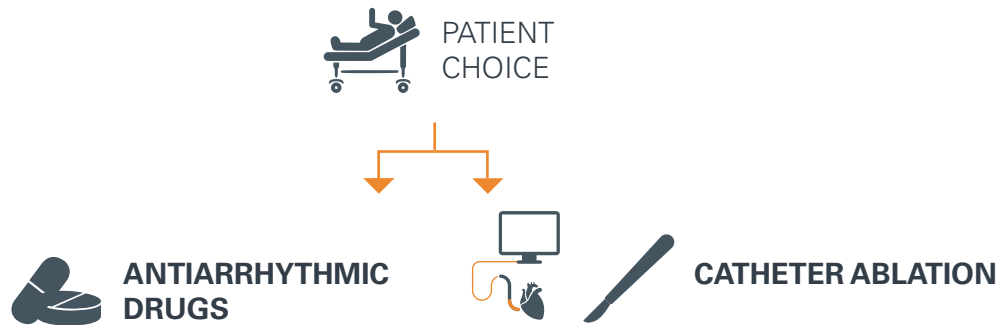 PATIENT
CHOICE
ANTIARRHYTHMIC
DRUGS
CATHETER ABLATION